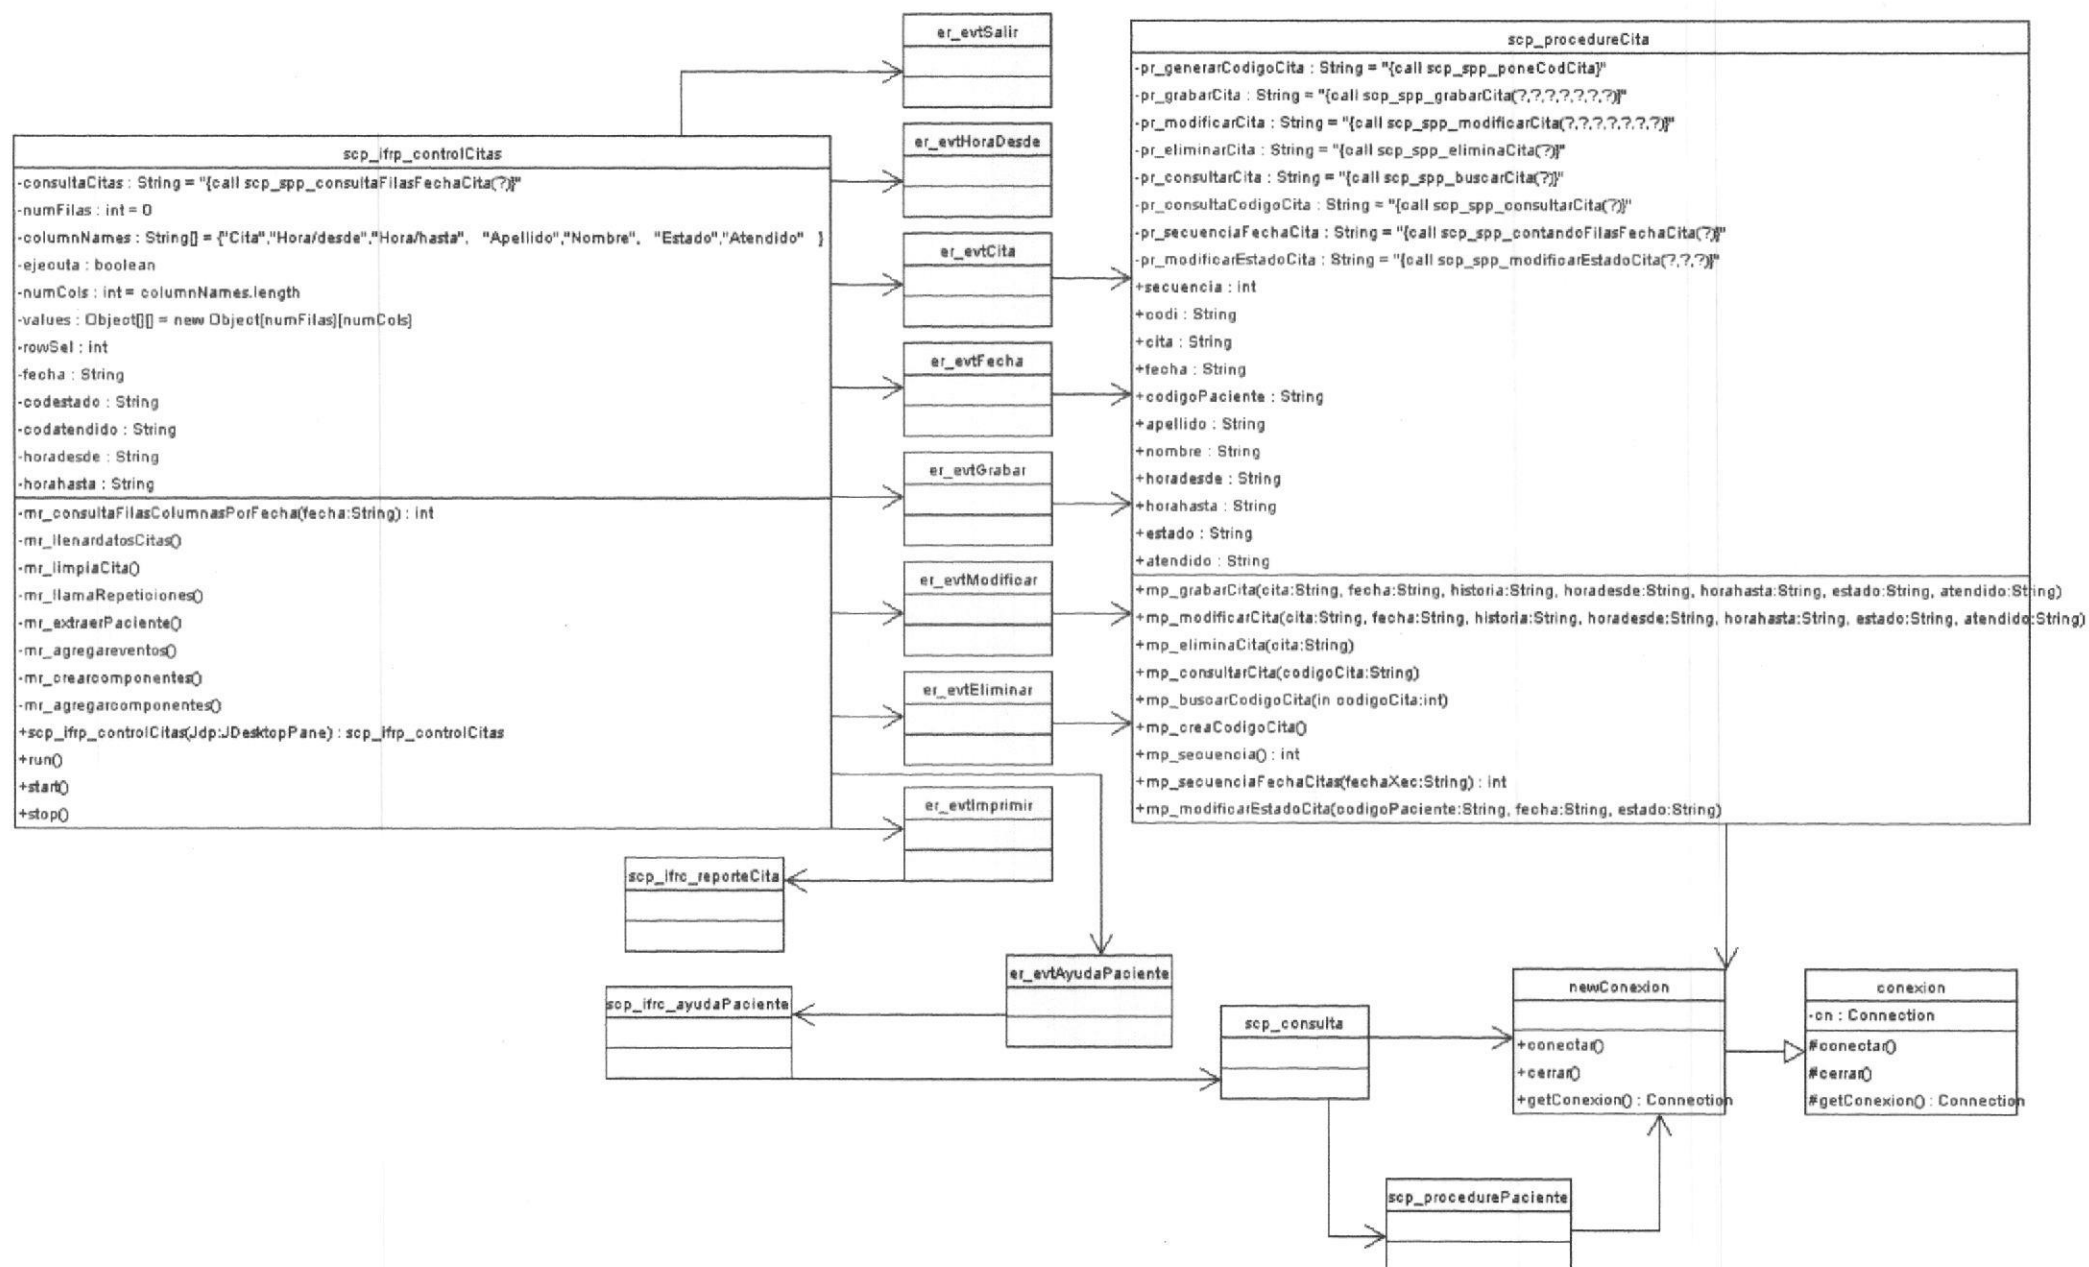 er_evtSalir
scp_procedureCita
-pr_generarCodigoCita : String = "{call scp_spp_poneCodCita}"
-pr_grabarCita : String = "{call scp_spp_grabarCita(?,?,?,?,?,?,?)}"
-pr_modificarCita : String = "{call scp_spp_modificarCita(?,?,?,?,?,?,?)}"
-pr_eliminarCita : String = "{call scp_spp_eliminaCita(?)}"
-pr_consultarCita : String = "{call scp_spp_buscarCita(?)}"
-pr_consultaCodigoCita : String = "{call scp_spp_consultarCita(?)}"
-pr_secuenciaFechaCita : String = "{call scp_spp_contandoFilasFechaCita(?)}"
-pr_modificarEstadoCita : String = "{call scp_spp_modificarEstadoCita(?,?,?)}"
+secuencia : int
+codi : String
+cita : String
+fecha : String
+codigoPaciente : String
+apellido : String
+nombre : String
+horadesde : String
+horahasta : String
+estado : String
+atendido : String
+mp_grabarCita(cita:String, fecha:String, historia:String, horadesde:String, horahasta:String, estado:String, atendido:String)
+mp_modificarCita(cita:String, fecha:String, historia:String, horadesde:String, horahasta:String, estado:String, atendido:String)
+mp_eliminaCita(cita:String)
+mp_consultarCita(codigoCita:String)
+mp_buscarCodigoCita(in codigoCita:int)
+mp_creaCodigoCita()
+mp_secuencia() : int
+mp_secuenciaFechaCitas(fechaXec:String) : int
+mp_modificarEstadoCita(codigoPaciente:String, fecha:String, estado:String)
scp_ifrp_controlCitas
-consultaCitas : String = "{call scp_spp_consultaFilasFechaCita(?)}"
-numFilas : int = 0
-columnNames : String[] = {"Cita","Hora/desde","Hora/hasta", "Apellido","Nombre", "Estado","Atendido" }
-ejecuta : boolean
-numCols : int = columnNames.length
-values : Object[][] = new Object[numFilas][numCols]
-rowSel : int
-fecha : String
-codestado : String
-codatendido : String
-horadesde : String
-horahasta : String
-mr_consultaFilasColumnasPorFecha(fecha:String) : int
-mr_llenardatosCitas()
-mr_limpiaCita()
-mr_llamaRepeticiones()
-mr_extraerPaciente()
-mr_agregareventos()
-mr_crearcomponentes()
-mr_agregarcomponentes()
+scp_ifrp_controlCitas(Jdp:JDesktopPane) : scp_ifrp_controlCitas
+run()
+start()
+stop()
er_evtHoraDesde
er_evtCita
er_evtFecha
er_evtGrabar
er_evtModificar
er_evtEliminar
er_evtImprimir
scp_ifrc_reporteCita
er_evtAyudaPaciente
scp_ifrc_ayudaPaciente
scp_consulta
newConexion
+conectar()
+cerrar()
+getConexion() : Connection
conexion
-cn : Connection
#conectar()
#cerrar()
#getConexion() : Connection
scp_procedurePaciente